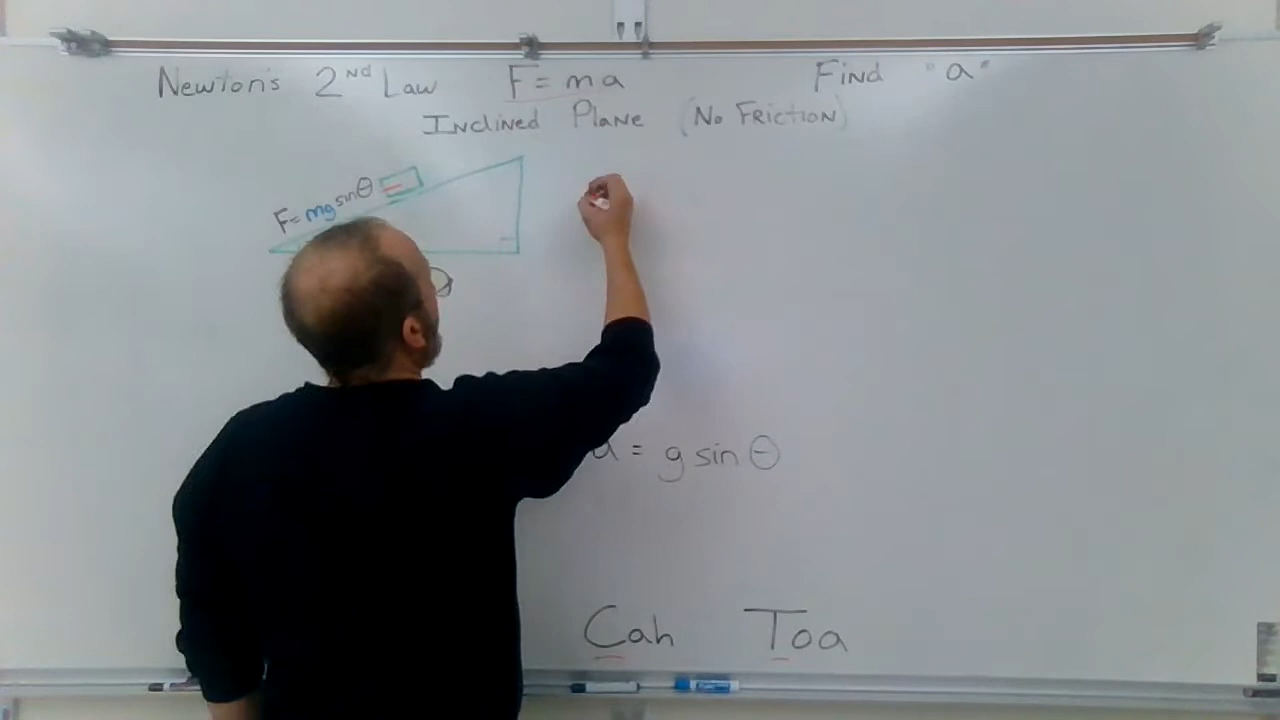 Newton's 2ND Law F = ma Find "a"
Inclined Plane (No Friction)
F = mg sin θ
a = g sin θ
Cah Toa